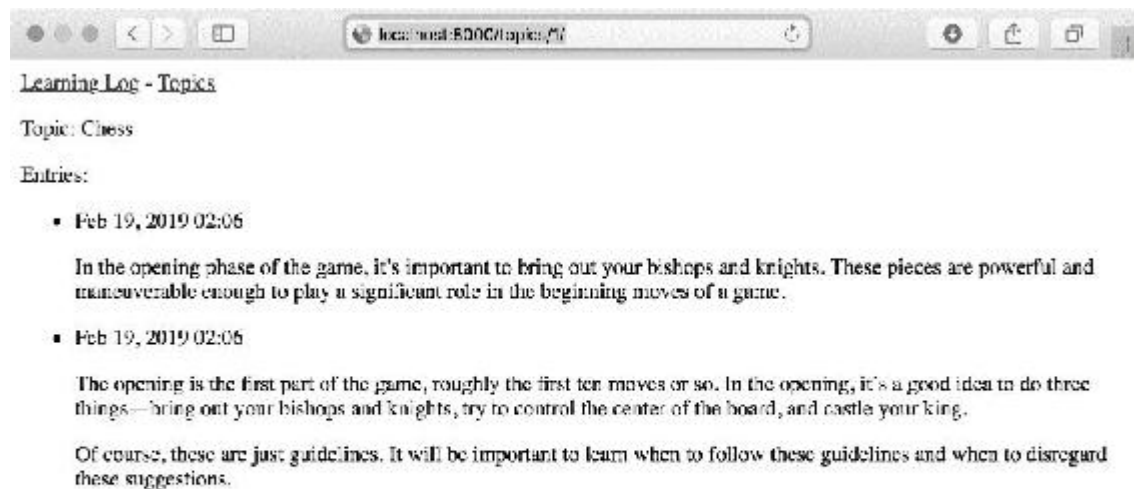 localhost:8000/topics/1/
Learning Log - Topics
Topic: Chess
Entries:
• Feb 19, 2019 02:06
In the opening phase of the game, it's important to bring out your bishops and knights. These pieces are powerful and
maneuverable enough to play a significant role in the beginning moves of a game.
• Feb 19, 2019 02:06
The opening is the first part of the game, roughly the first ten moves or so. In the opening, it's a good idea to do three
things—bring out your bishops and knights, try to control the center of the board, and castle your king.
Of course, these are just guidelines. It will be important to learn when to follow these guidelines and when to disregard
these suggestions.